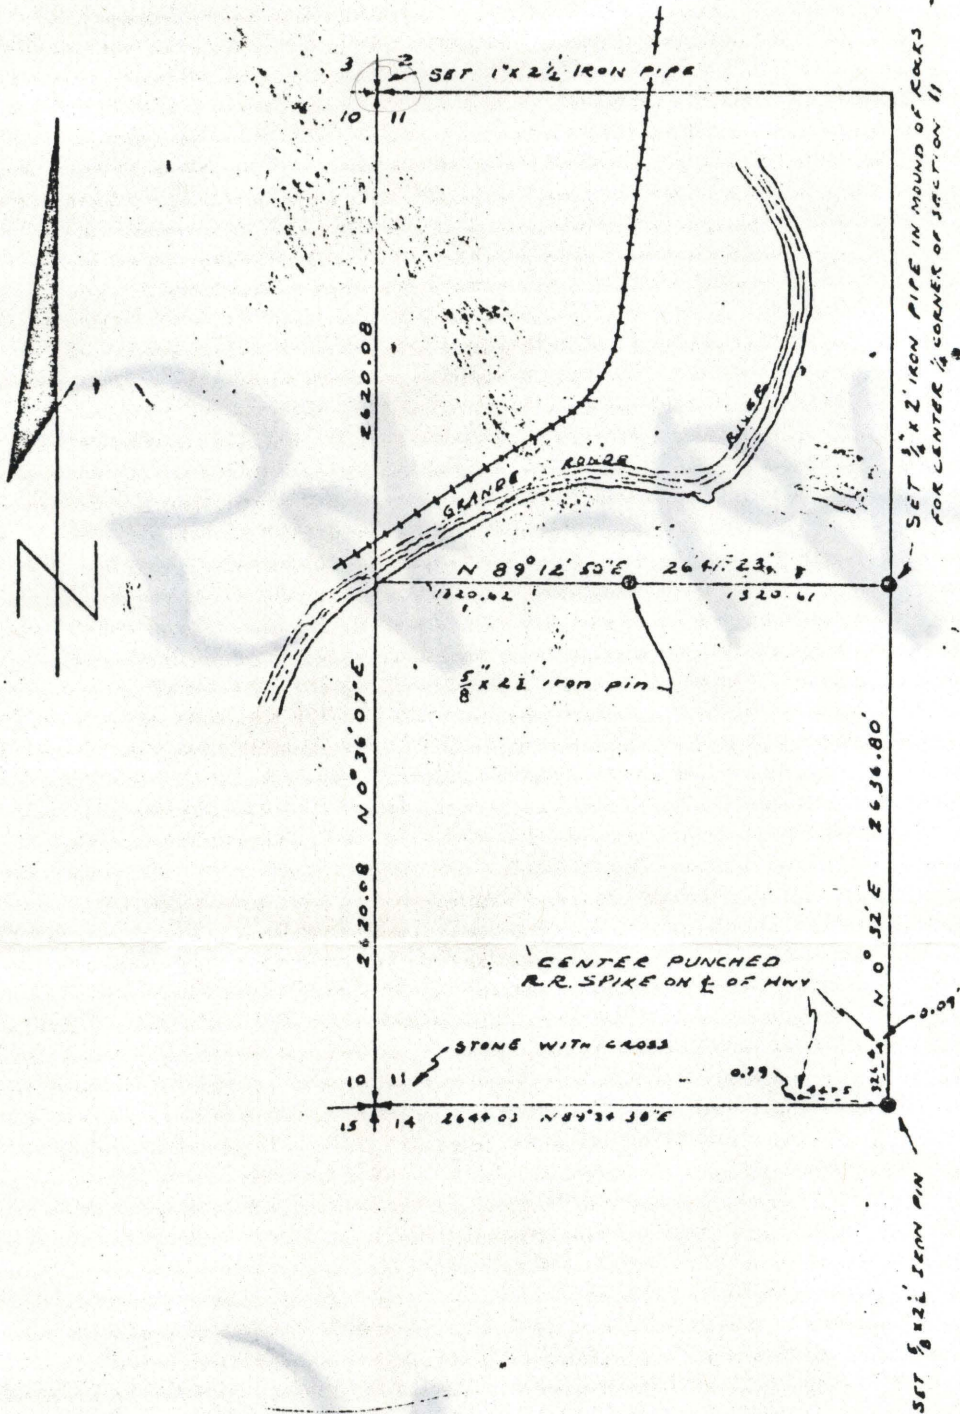 3 2
SET 1" X 2½' IRON PIPE
10 11
2620.08
GRANDE RONDE RIVER
SET ¾" X 2' IRON PIPE IN MOUND OF ROCKS
FOR CENTER ¼ CORNER OF SECTION 11
N 89° 12' 50"E 2641.23
1320.62 1320.61
⅝" x 2½' iron pin
N
2620.08 N 0° 36' 07" E
N 0° 32' E 2636.80'
CENTER PUNCHED
R.R. SPIKE ON ℄ OF HWY
0.09'
STONE WITH CROSS
10 11
0.79
15 14 2644.03 N 89° 34' 38"E
SET ⅝" X 2½' IRON PIN